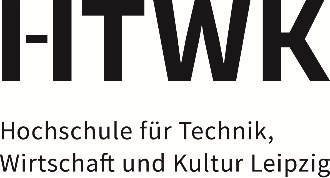 HTWK
Hochschule für Technik,
Wirtschaft und Kultur Leipzig